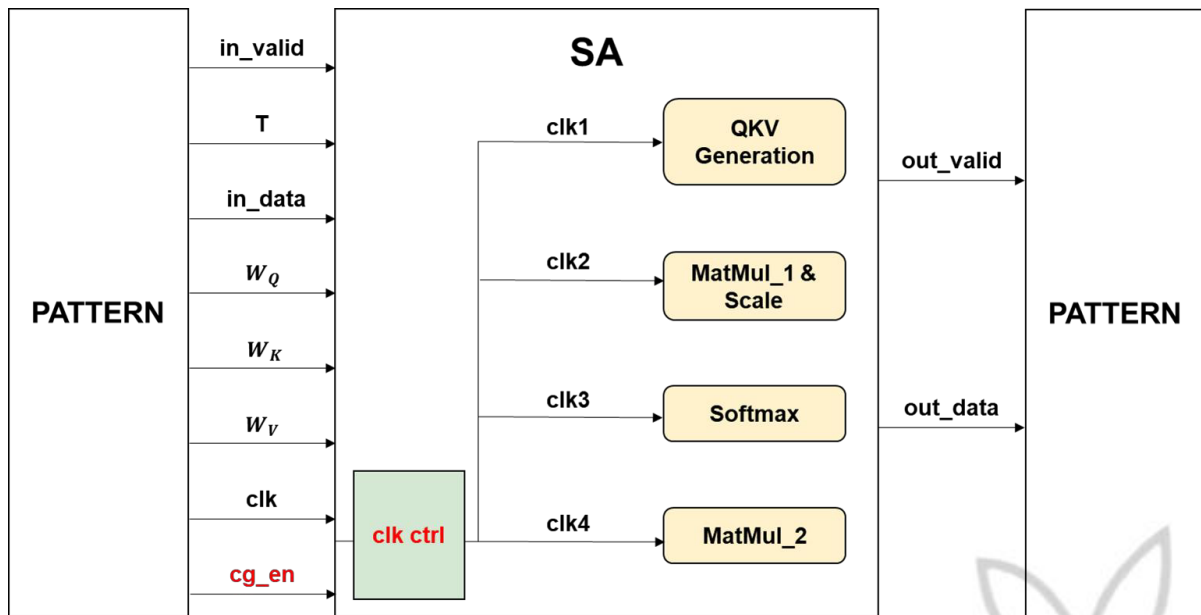 PATTERN
in_valid
T
in_data
W_Q
W_K
W_V
clk
cg_en
SA
clk ctrl
clk1
QKV
Generation
clk2
MatMul_1 &
Scale
clk3
Softmax
clk4
MatMul_2
out_valid
out_data
PATTERN